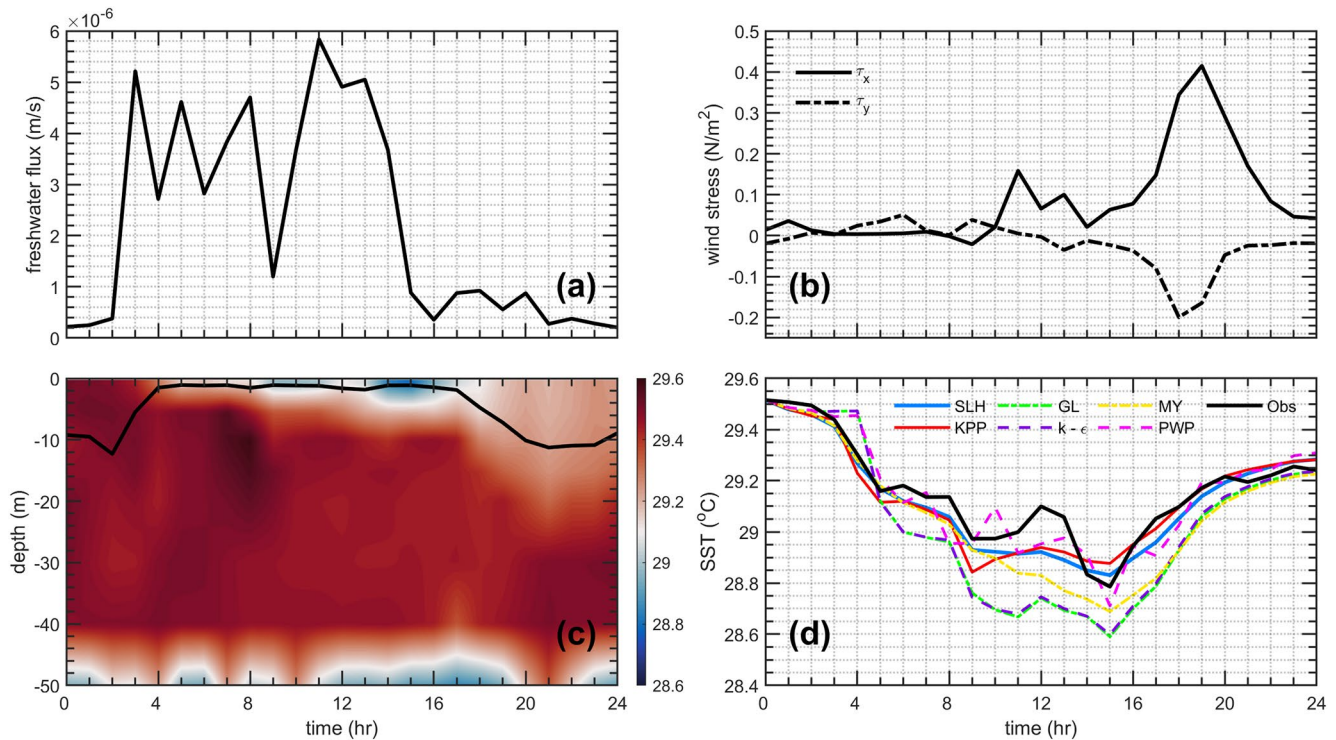 ×10⁻⁶
6
5
4
3
2
1
0
freshwater flux (m/s)
(a)
0.5
0.4
0.3
0.2
0.1
0
-0.1
-0.2
wind stress (N/m²)
τx
τy
(b)
0
-10
-20
-30
-40
-50
depth (m)
0 4 8 12 16 20 24
time (hr)
(c)
29.6
29.4
29.2
29
28.8
28.6
29.6
29.4
29.2
29
28.8
28.6
28.4
SST (°C)
SLH GL MY Obs
KPP k - ϵ PWP
(d)
0 4 8 12 16 20 24
time (hr)